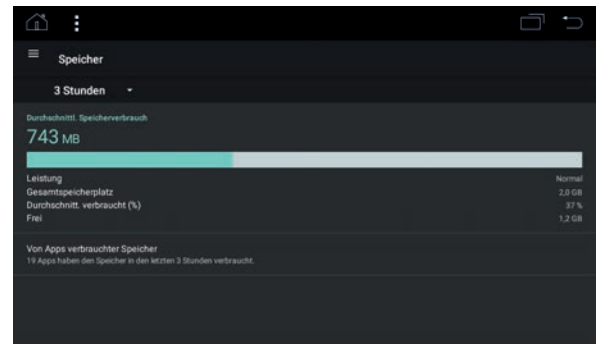 Speicher
3 Stunden
Durchschnittl. Speicherverbrauch
743 MB
Leistung Normal
Gesamtspeicherplatz 2,0 GB
Durchschnitt. verbraucht (%) 37 %
Frei 1,2 GB
Von Apps verbrauchter Speicher
19 Apps haben den Speicher in den letzten 3 Stunden verbraucht.